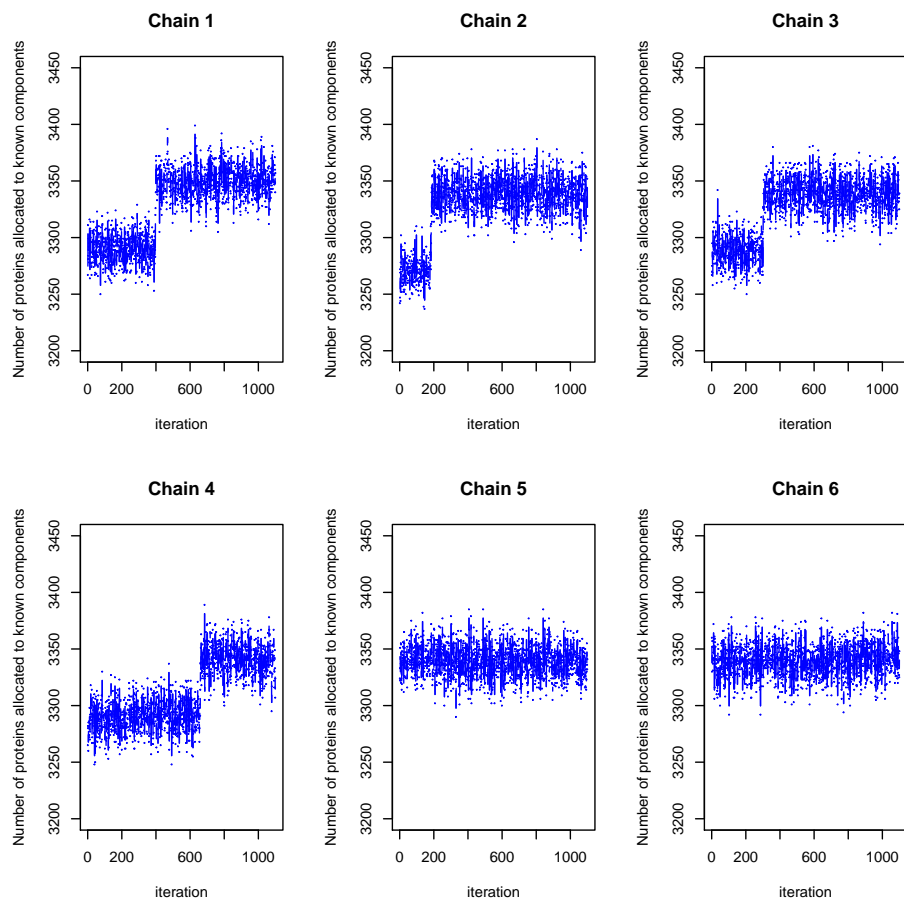 Chain 1
Number of proteins allocated to known components
3200 3250 3300 3350 3400 3450
0 200 600 1000
iteration
Chain 2
Number of proteins allocated to known components
3200 3250 3300 3350 3400 3450
0 200 600 1000
iteration
Chain 3
Number of proteins allocated to known components
3200 3250 3300 3350 3400 3450
0 200 600 1000
iteration
Chain 4
Number of proteins allocated to known components
3200 3250 3300 3350 3400 3450
0 200 600 1000
iteration
Chain 5
Number of proteins allocated to known components
3200 3250 3300 3350 3400 3450
0 200 600 1000
iteration
Chain 6
Number of proteins allocated to known components
3200 3250 3300 3350 3400 3450
0 200 600 1000
iteration